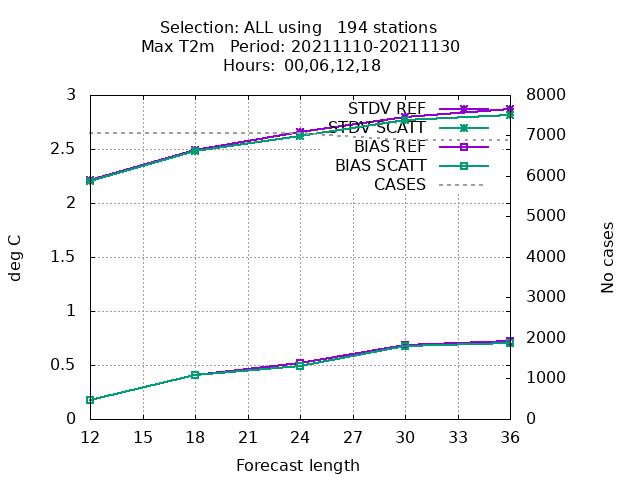 Selection: ALL using   194 stations
Max T2m   Period: 20211110-20211130
Hours:  00,06,12,18
3
2.5
2
1.5
1
0.5
0
deg C
8000
7000
6000
5000
4000
3000
2000
1000
0
No cases
STDV REF
STDV SCATT
BIAS REF
BIAS SCATT
CASES
12 15 18 21 24 27 30 33 36
Forecast length